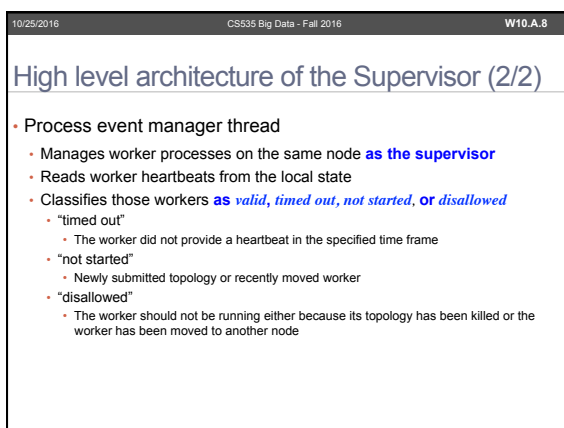 10/25/2016 CS535 Big Data - Fall 2016 W10.A.8
High level architecture of the Supervisor (2/2)
• Process event manager thread
• Manages worker processes on the same node as the supervisor
• Reads worker heartbeats from the local state
• Classifies those workers as valid, timed out, not started, or disallowed
• “timed out”
• The worker did not provide a heartbeat in the specified time frame
• “not started”
• Newly submitted topology or recently moved worker
• “disallowed”
• The worker should not be running either because its topology has been killed or the
worker has been moved to another node